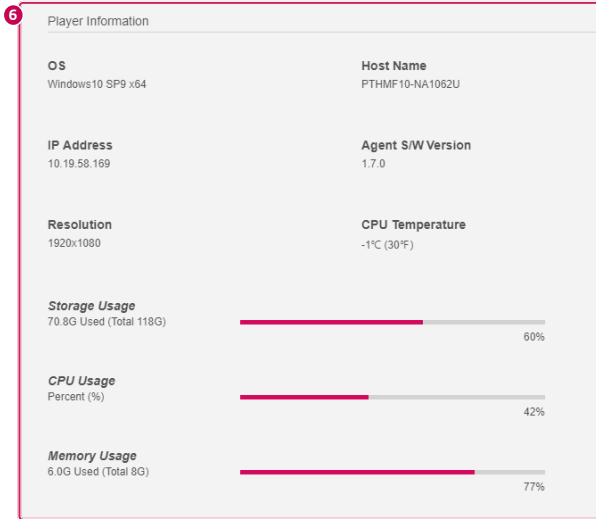 6
Player Information
OS
Windows10 SP9 x64
Host Name
PTHMF10-NA1062U
IP Address
10.19.58.169
Agent S/W Version
1.7.0
Resolution
1920x1080
CPU Temperature
-1℃ (30℉)
Storage Usage
70.8G Used (Total 118G)
60%
CPU Usage
Percent (%)
42%
Memory Usage
6.0G Used (Total 8G)
77%